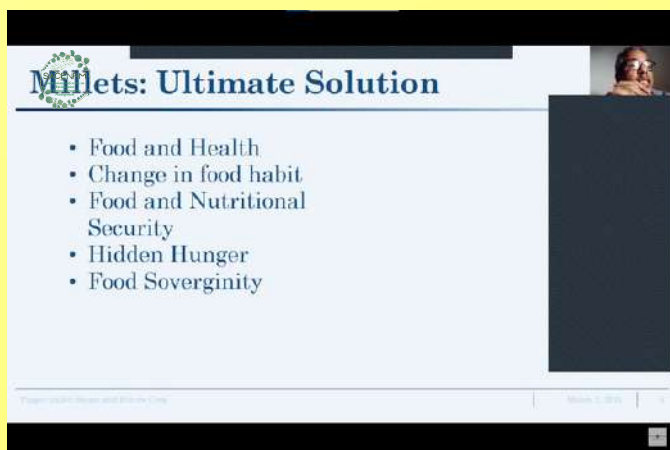 Millets: Ultimate Solution
• Food and Health
• Change in food habit
• Food and Nutritional
Security
• Hidden Hunger
• Food Soverginity